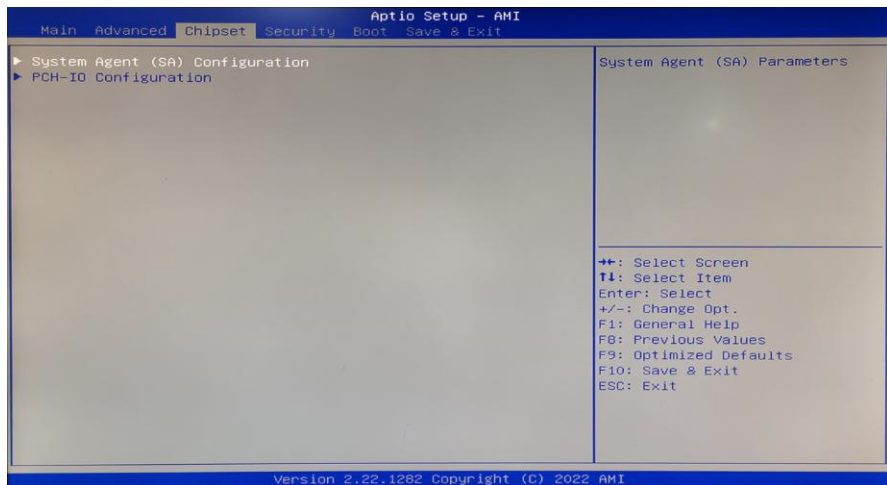 Aptio Setup – AMI
Main Advanced Chipset Security Boot Save & Exit
► System Agent (SA) Configuration
► PCH-IO Configuration
System Agent (SA) Parameters
→←: Select Screen
↑↓: Select Item
Enter: Select
+/-: Change Opt.
F1: General Help
F8: Previous Values
F9: Optimized Defaults
F10: Save & Exit
ESC: Exit
Version 2.22.1282 Copyright (C) 2022 AMI